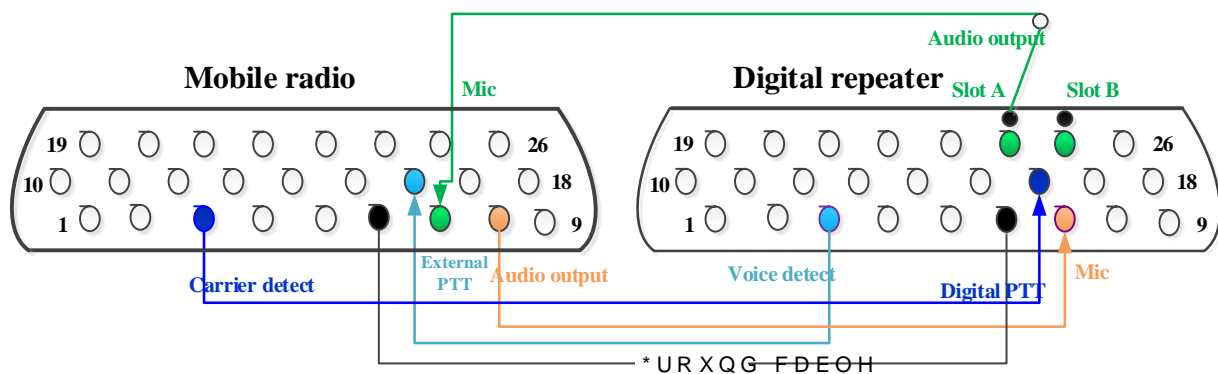 Audio output
Mobile radio
Digital repeater
Mic
Slot A
Slot B
19
26
19
26
10
18
10
18
1
9
1
9
External
PTT
Audio output
Voice detect
Mic
Carrier detect
Digital PTT
*URXQG FDEOH